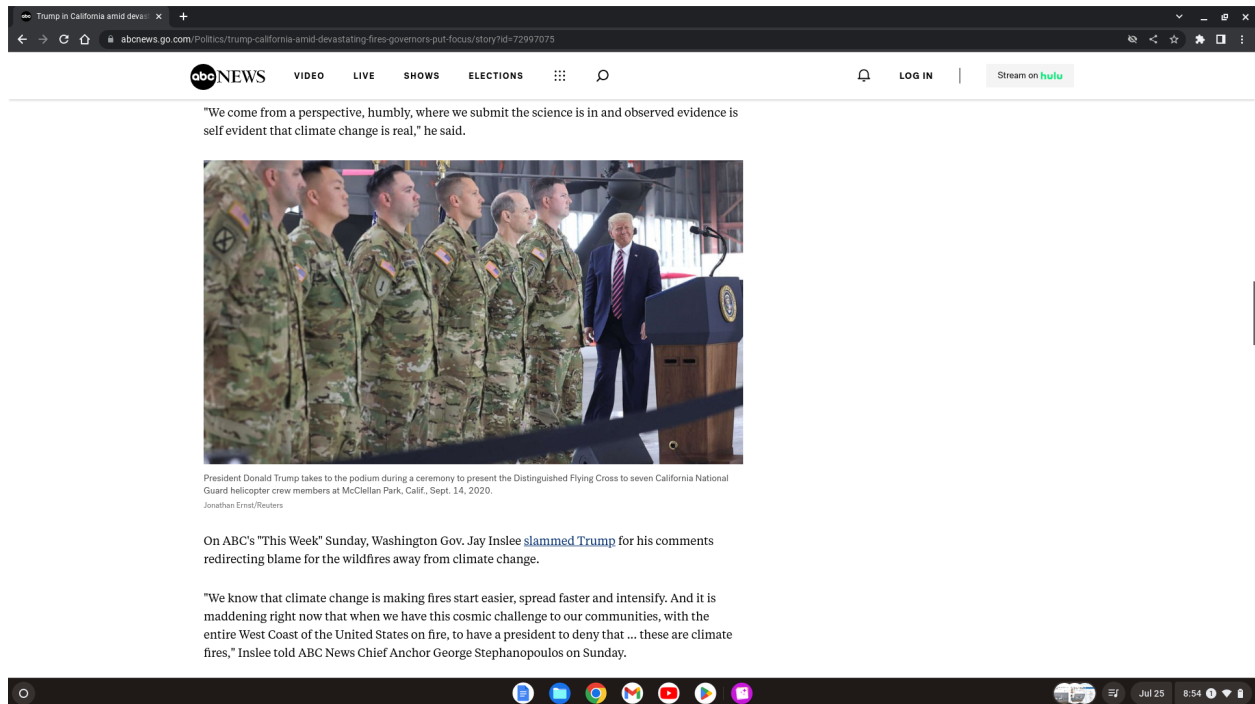 abc Trump in California amid devas
abcnews.go.com/Politics/trump-california-amid-devastating-fires-governors-put-focus/story?id=72997075
abc NEWS VIDEO LIVE SHOWS ELECTIONS LOG IN Stream on hulu
"We come from a perspective, humbly, where we submit the science is in and observed evidence is
self evident that climate change is real," he said.
President Donald Trump takes to the podium during a ceremony to present the Distinguished Flying Cross to seven California National
Guard helicopter crew members at McClellan Park, Calif., Sept. 14, 2020.
Jonathan Ernst/Reuters
On ABC's "This Week" Sunday, Washington Gov. Jay Inslee slammed Trump for his comments
redirecting blame for the wildfires away from climate change.
"We know that climate change is making fires start easier, spread faster and intensify. And it is
maddening right now that when we have this cosmic challenge to our communities, with the
entire West Coast of the United States on fire, to have a president to deny that ... these are climate
fires," Inslee told ABC News Chief Anchor George Stephanopoulos on Sunday.
Jul 25 8:54 1